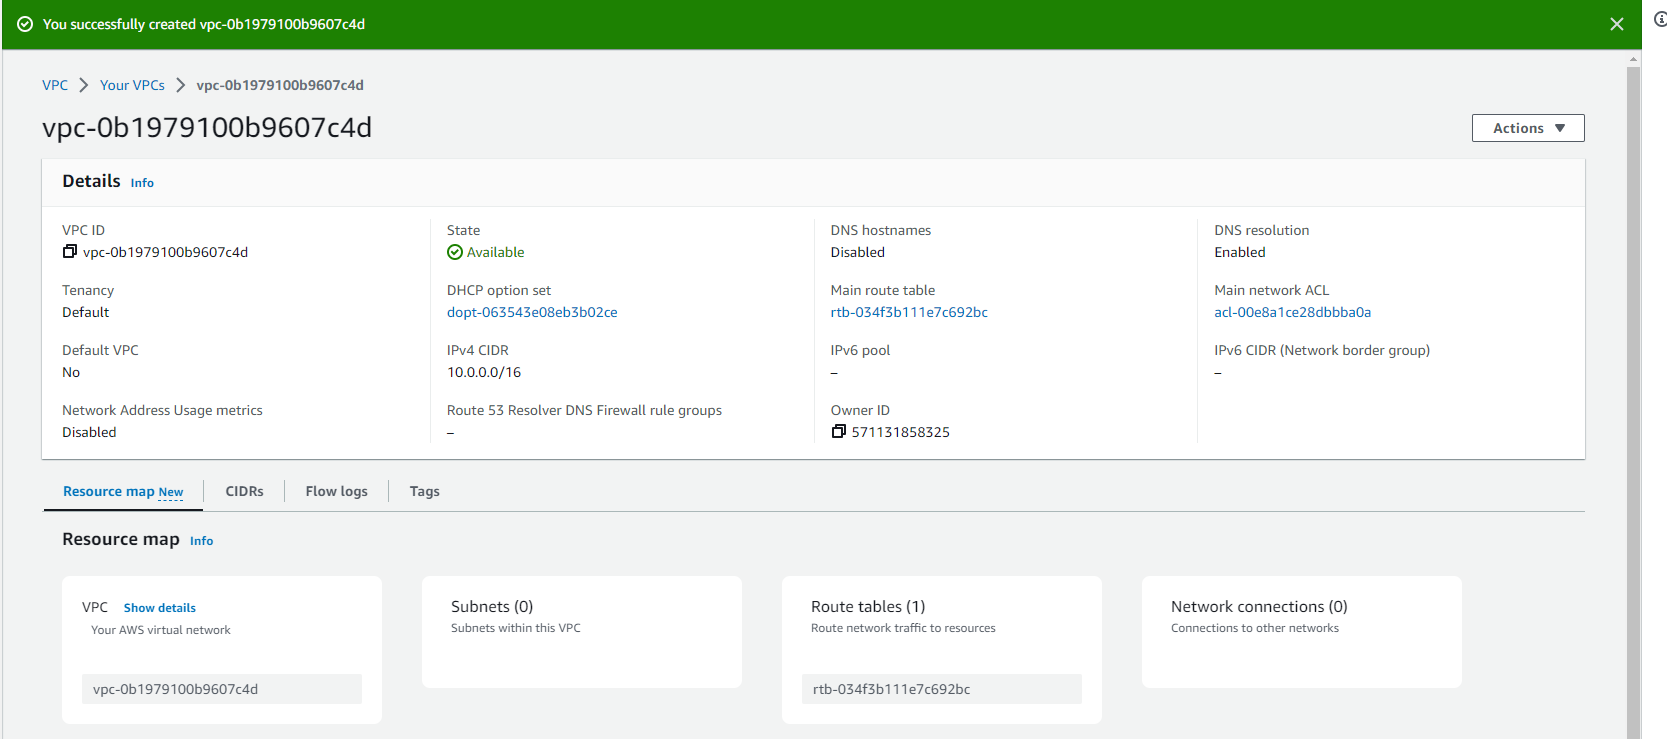 You successfully created vpc-0b1979100b9607c4d
VPC > Your VPCs > vpc-0b1979100b9607c4d
vpc-0b1979100b9607c4d
Actions
Details Info
VPC ID
vpc-0b1979100b9607c4d
State
Available
DNS hostnames
Disabled
DNS resolution
Enabled
Tenancy
Default
DHCP option set
dopt-063543e08eb3b02ce
Main route table
rtb-034f3b111e7c692bc
Main network ACL
acl-00e8a1ce28dbbba0a
Default VPC
No
IPv4 CIDR
10.0.0.0/16
IPv6 pool
–
IPv6 CIDR (Network border group)
–
Network Address Usage metrics
Disabled
Route 53 Resolver DNS Firewall rule groups
–
Owner ID
571131858325
Resource map New
CIDRs
Flow logs
Tags
Resource map Info
VPC Show details
Your AWS virtual network
vpc-0b1979100b9607c4d
Subnets (0)
Subnets within this VPC
Route tables (1)
Route network traffic to resources
rtb-034f3b111e7c692bc
Network connections (0)
Connections to other networks